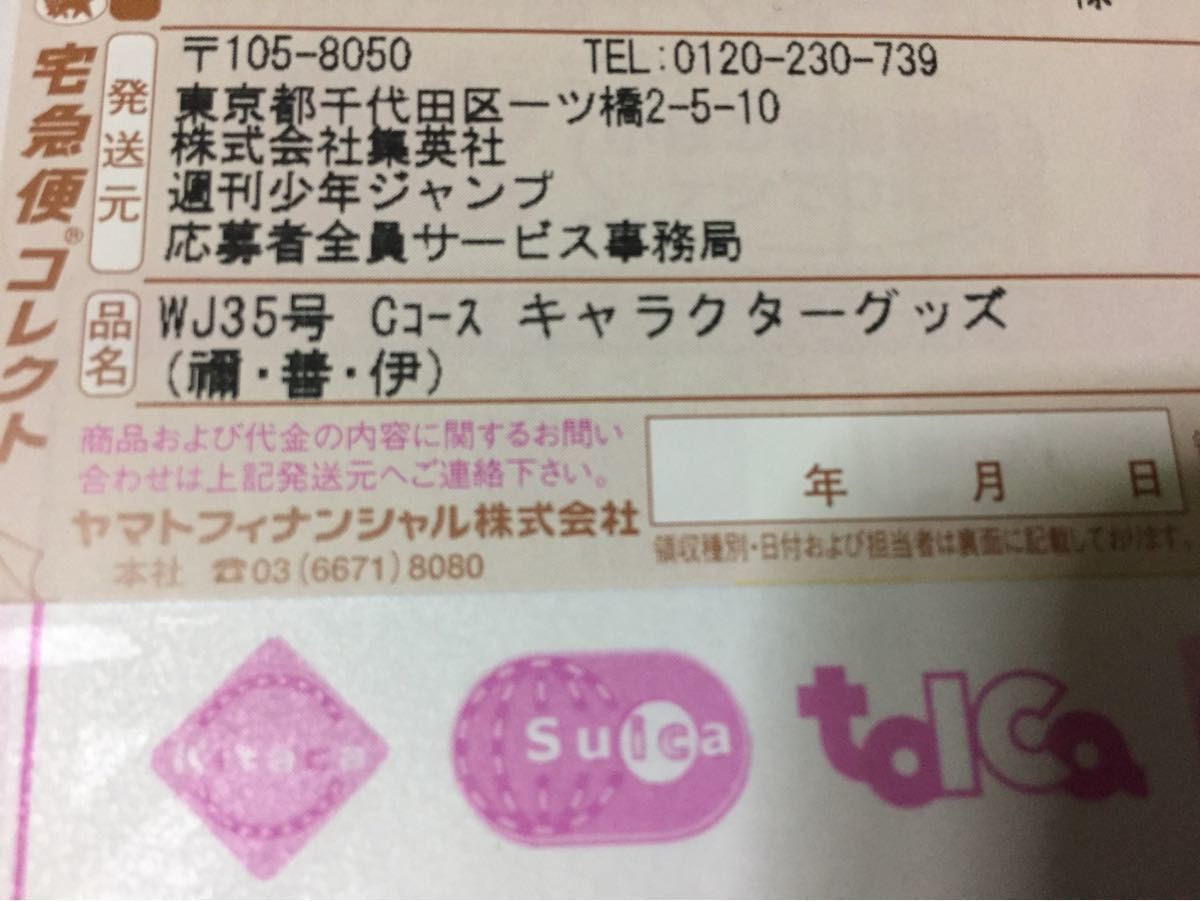 様
宅急便®コレクト
発送元
〒105-8050 TEL:0120-230-739
東京都千代田区一ツ橋2-5-10
株式会社集英社
週刊少年ジャンプ
応募者全員サービス事務局
品名
WJ35号 Cコース キャラクターグッズ
(禰・善・伊)
商品および代金の内容に関するお問い
合わせは上記発送元へご連絡下さい。
ヤマトフィナンシャル株式会社
本社 ☎03(6671)8080
年 月 日
領収種別・日付および担当者は裏面に記載しております。
Kitaca
Suica
toICa